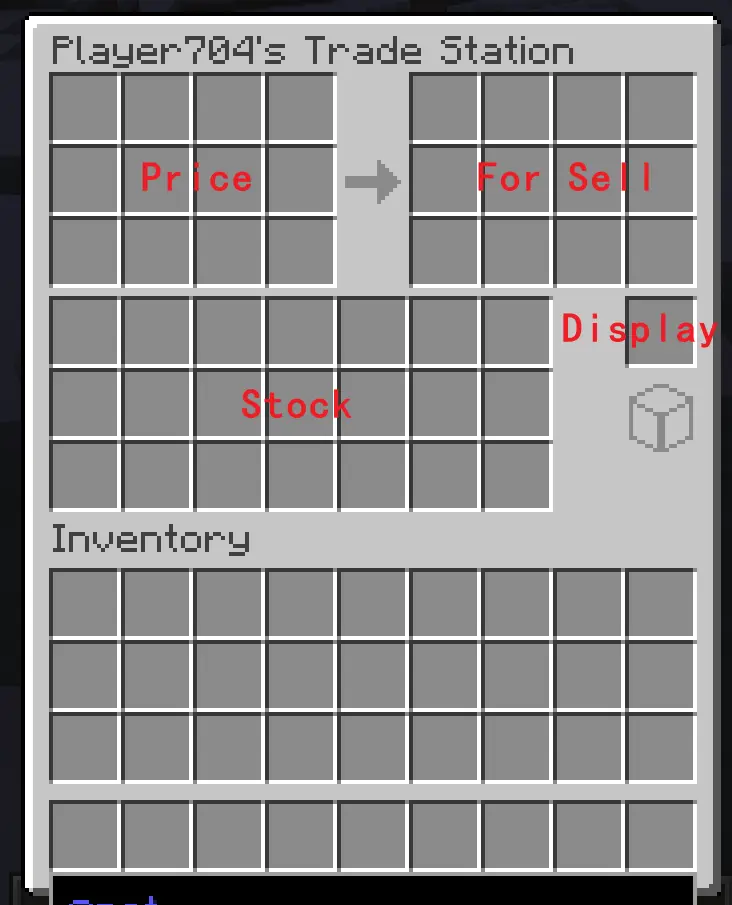 Player704's Trade Station
Price
For Sell
Display
Stock
Inventory